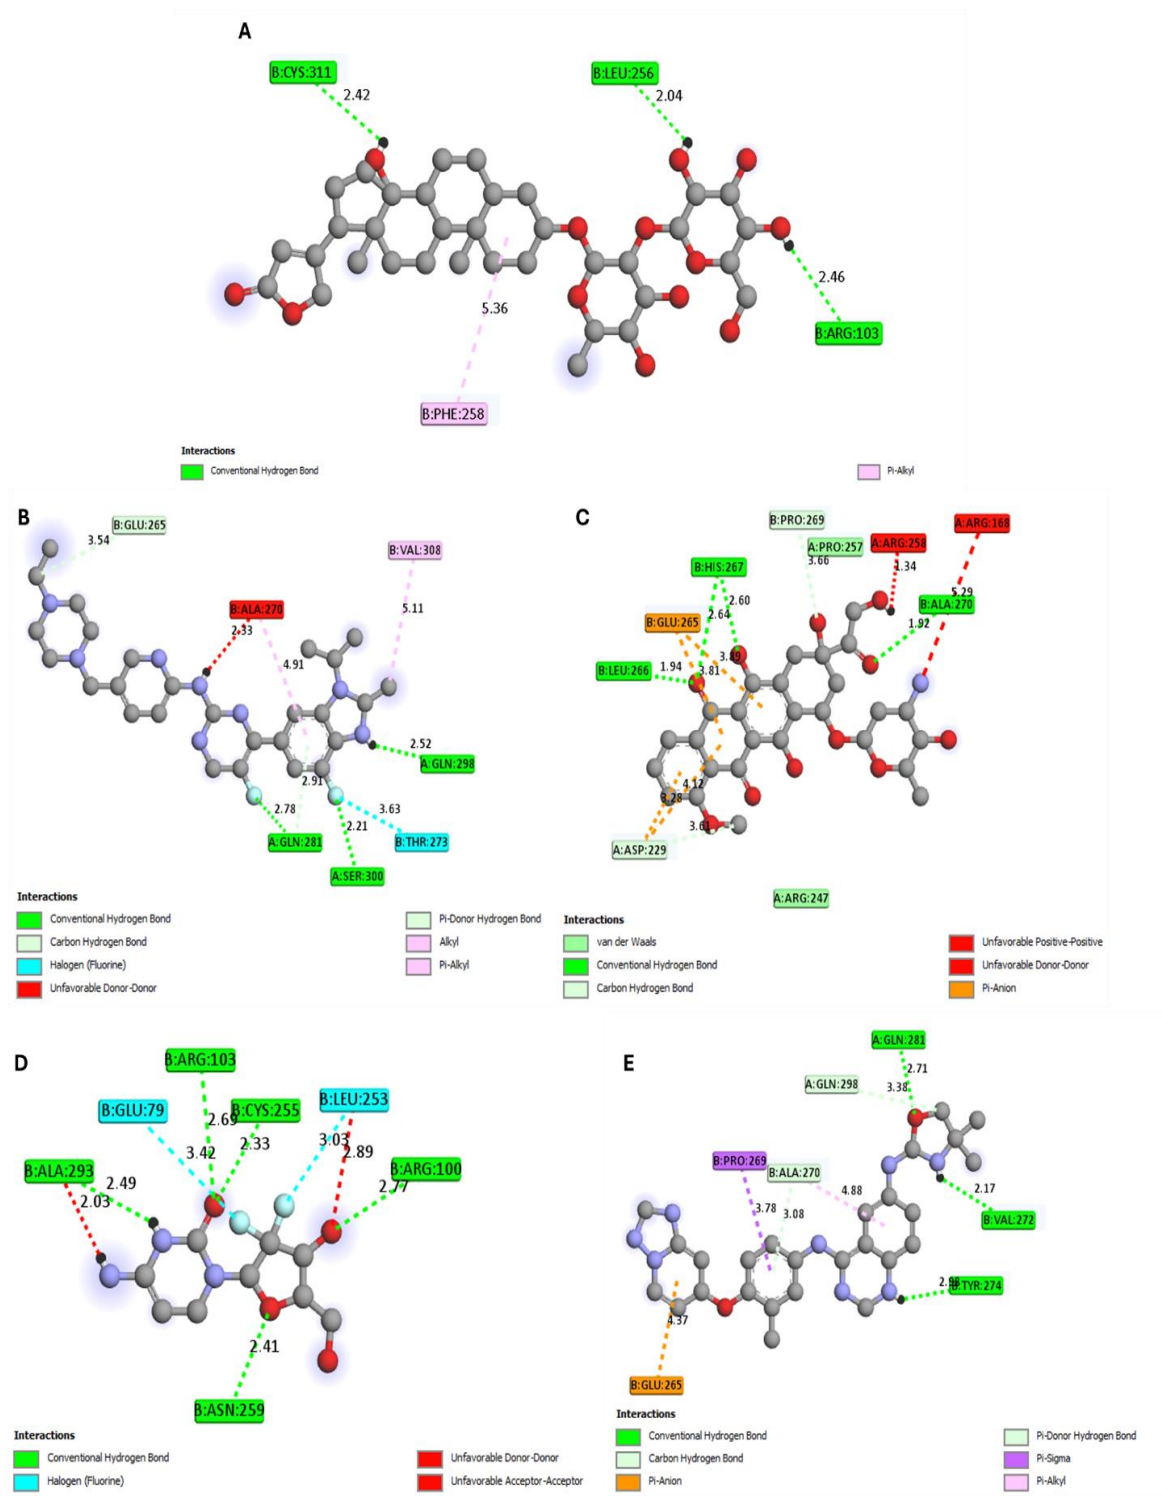 A
B:CYS:311
B:LEU:256
2.42
2.04
2.46
B:ARG:103
5.36
B:PHE:258
Interactions
Conventional Hydrogen Bond
Pi-Alkyl
B
B:GLU:265
3.54
B:VAL:308
B:ALA:270
2.33
5.11
4.91
2.52
A:GLN:298
2.91
2.78
3.63
2.21
A:GLN:281
B:THR:273
A:SER:300
Interactions
Conventional Hydrogen Bond
Carbon Hydrogen Bond
Halogen (Fluorine)
Unfavorable Donor-Donor
Pi-Donor Hydrogen Bond
Alkyl
Pi-Alkyl
C
B:PRO:269
A:ARG:168
A:PRO:257
A:ARG:258
3.66
1.34
B:HIS:267
5.29
2.60
B:ALA:270
2.64
B:GLU:265
1.92
3.89
B:LEU:266
1.94
3.81
4.12
3.28
3.61
A:ASP:229
A:ARG:247
Interactions
van der Waals
Conventional Hydrogen Bond
Carbon Hydrogen Bond
Unfavorable Positive-Positive
Unfavorable Donor-Donor
Pi-Anion
D
B:ARG:103
B:GLU:79
B:CYS:255
B:LEU:253
2.69
2.33
3.03
2.89
3.42
B:ALA:293
2.49
B:ARG:100
2.77
2.03
2.41
B:ASN:259
Interactions
Conventional Hydrogen Bond
Halogen (Fluorine)
Unfavorable Donor-Donor
Unfavorable Acceptor-Acceptor
E
A:GLN:281
2.71
A:GLN:298
3.38
B:PRO:269
B:ALA:270
4.88
2.17
3.78
3.08
B:VAL:272
B:TYR:274
4.37
B:GLU:265
Interactions
Conventional Hydrogen Bond
Carbon Hydrogen Bond
Pi-Anion
Pi-Donor Hydrogen Bond
Pi-Sigma
Pi-Alkyl